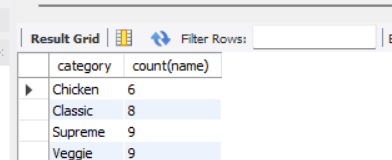 Result Grid Filter Rows:
category count(name)
Chicken 6
Classic 8
Supreme 9
Veggie 9